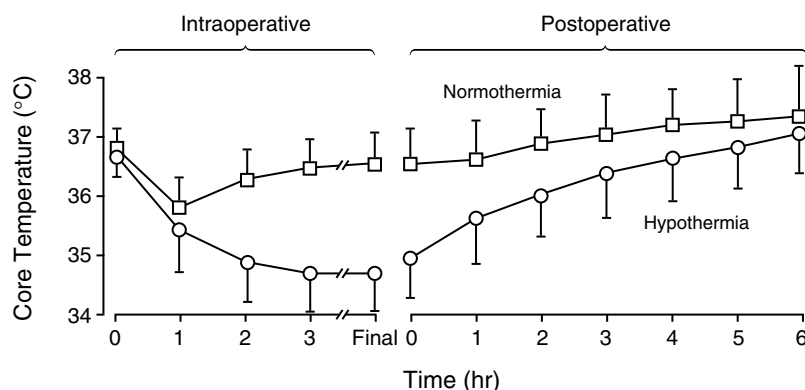 Intraoperative Postoperative
Core Temperature (°C)
38
37
36
35
34
Normothermia
Hypothermia
0 1 2 3 Final 0 1 2 3 4 5 6
Time (hr)